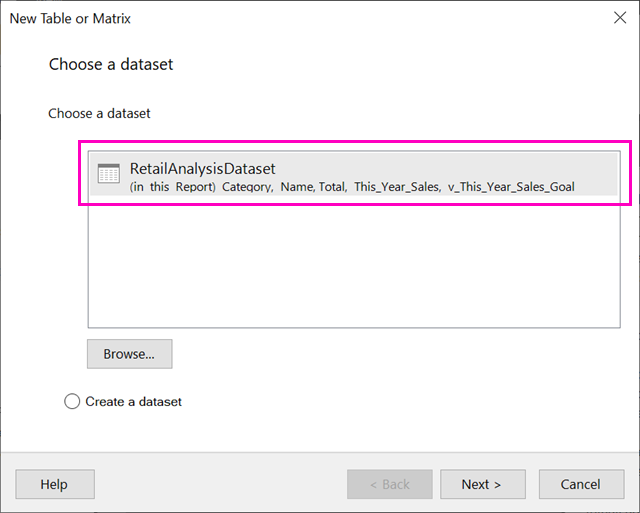 New Table or Matrix
Choose a dataset
Choose a dataset
RetailAnalysisDataset
(in this Report) Category, Name, Total, This_Year_Sales, v_This_Year_Sales_Goal
Browse...
Create a dataset
Help
< Back
Next >
Cancel